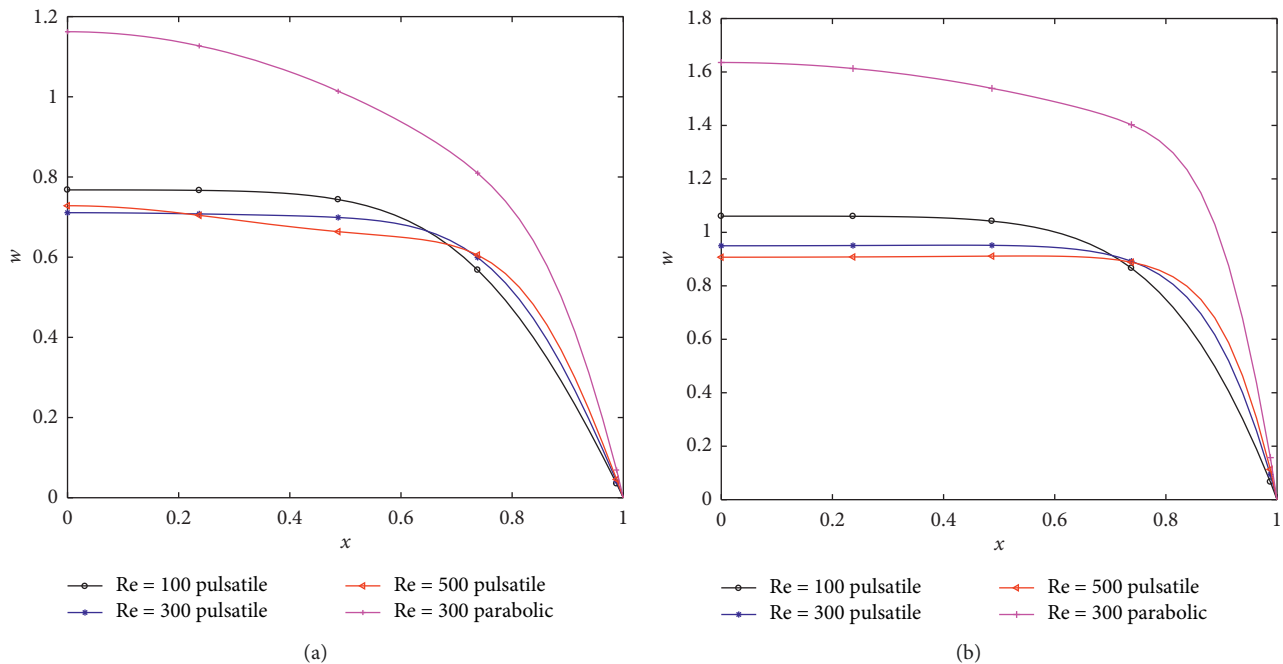 1.2
1
0.8
0.6
0.4
0.2
0
w
0 0.2 0.4 0.6 0.8 1
x
Re = 100 pulsatile
Re = 300 pulsatile
Re = 500 pulsatile
Re = 300 parabolic
(a)
1.8
1.6
1.4
1.2
1
0.8
0.6
0.4
0.2
0
w
0 0.2 0.4 0.6 0.8 1
x
Re = 100 pulsatile
Re = 300 pulsatile
Re = 500 pulsatile
Re = 300 parabolic
(b)